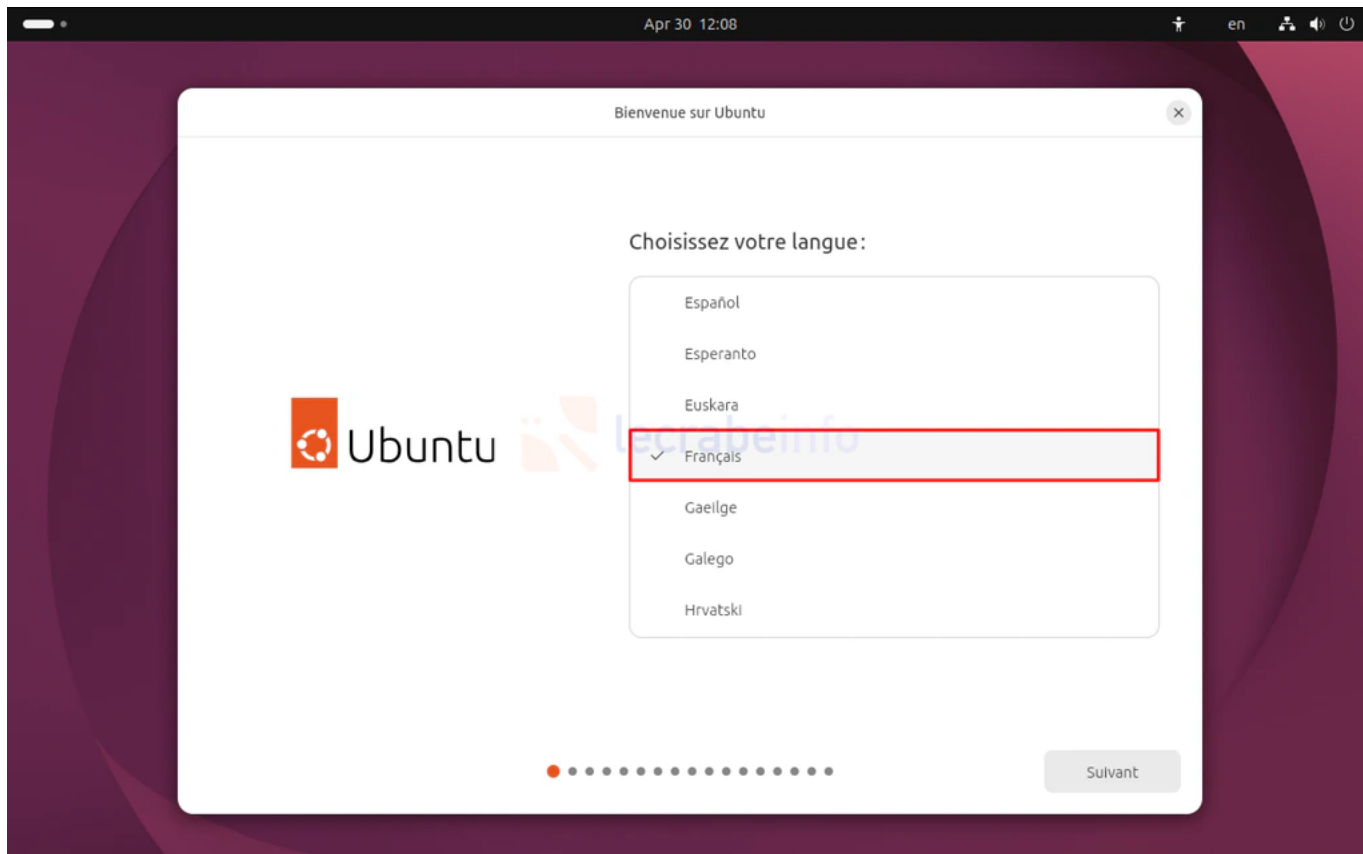 Apr 30 12:08
en
Bienvenue sur Ubuntu
Choisissez votre langue :
Español
Esperanto
Euskara
Ubuntu
lecrabeinfo
Français
Gaeilge
Galego
Hrvatski
Suivant